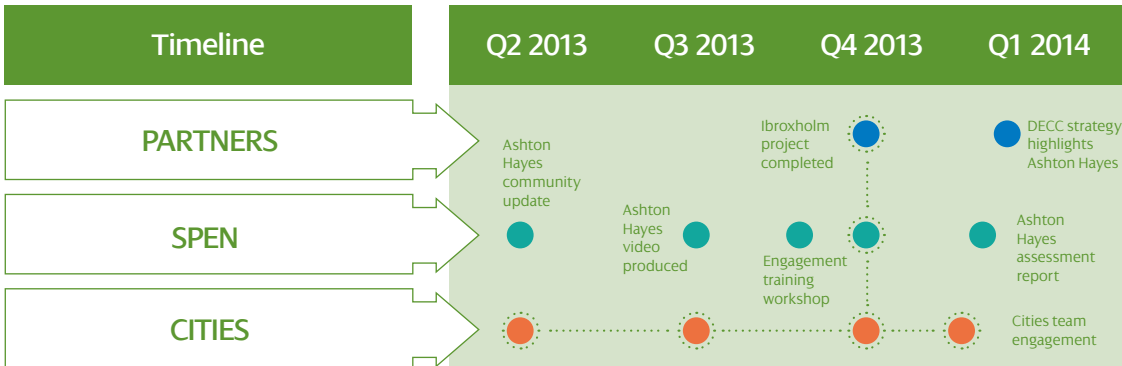 Timeline
Q2 2013
Q3 2013
Q4 2013
Q1 2014
PARTNERS
Ibroxholm
project
completed
DECC strategy
highlights
Ashton Hayes
SPEN
Ashton
Hayes
community
update
Ashton
Hayes
video
produced
Engagement
training
workshop
Ashton
Hayes
assessment
report
CITIES
Cities team
engagement